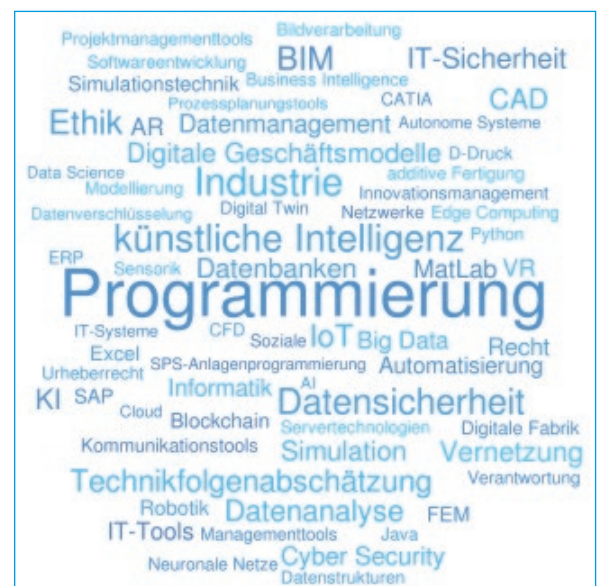 Bildverarbeitung
Projektmanagementtools
Softwareentwicklung BIM IT-Sicherheit
Simulationstechnik Business Intelligence
Prozessplanungstools CATIA CAD
Ethik AR Datenmanagement Autonome Systeme
Digitale Geschäftsmodelle D-Druck
Data Science Industrie additive Fertigung
Modellierung Innovationsmanagement
Datenverschlüsselung Digital Twin Netzwerke Edge Computing
künstliche Intelligenz Python
ERP Sensorik Datenbanken MatLab VR
Programmierung
IT-Systeme CFD Soziale IoT Big Data Recht
Excel SPS-Anlagenprogrammierung Automatisierung
Urheberrecht
KI SAP Informatik AI Datensicherheit
Cloud Blockchain Servertechnologien Digitale Fabrik
Kommunikationstools Simulation Vernetzung
Technikfolgenabschätzung Verantwortung
Robotik Datenanalyse FEM
IT-Tools Managementtools Java
Neuronale Netze Cyber Security
Datenstrukturen